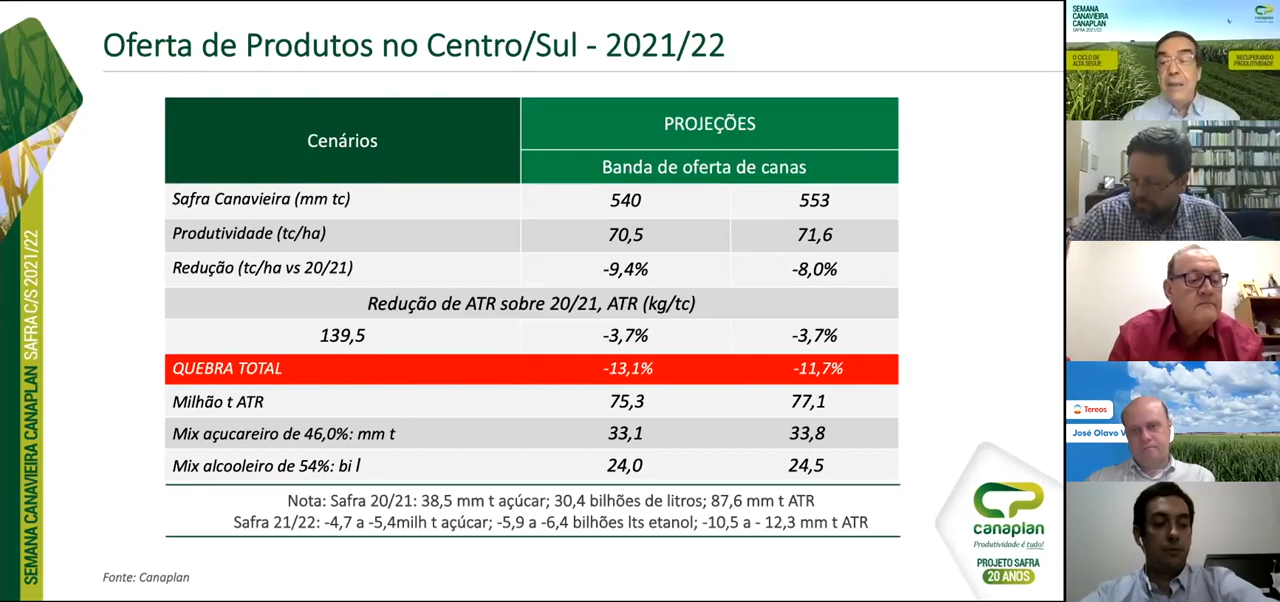 Oferta de Produtos no Centro/Sul - 2021/22
Cenários
PROJEÇÕES
Banda de oferta de canas
Safra Canavieira (mm tc) 540 553
Produtividade (tc/ha) 70,5 71,6
Redução (tc/ha vs 20/21) -9,4% -8,0%
Redução de ATR sobre 20/21, ATR (kg/tc)
139,5 -3,7% -3,7%
QUEBRA TOTAL -13,1% -11,7%
Milhão t ATR 75,3 77,1
Mix açucareiro de 46,0%: mm t 33,1 33,8
Mix alcooleiro de 54%: bi l 24,0 24,5
Nota: Safra 20/21: 38,5 mm t açúcar; 30,4 bilhões de litros; 87,6 mm t ATR
Safra 21/22: -4,7 a -5,4milh t açúcar; -5,9 a -6,4 bilhões lts etanol; -10,5 a - 12,3 mm t ATR
Fonte: Canaplan
SEMANA CANAVIEIRA CANAPLAN SAFRA C/S 2021/22
canaplan
Produtividade é tudo!
PROJETO SAFRA
20 ANOS
SEMANA
CANAVIEIRA
CANAPLAN
SAFRA 2021/22
canaplan
O CICLO DE
ALTA SEGUE
RECUPERANDO
PRODUTIVIDADE
Tereos
José Olavo V